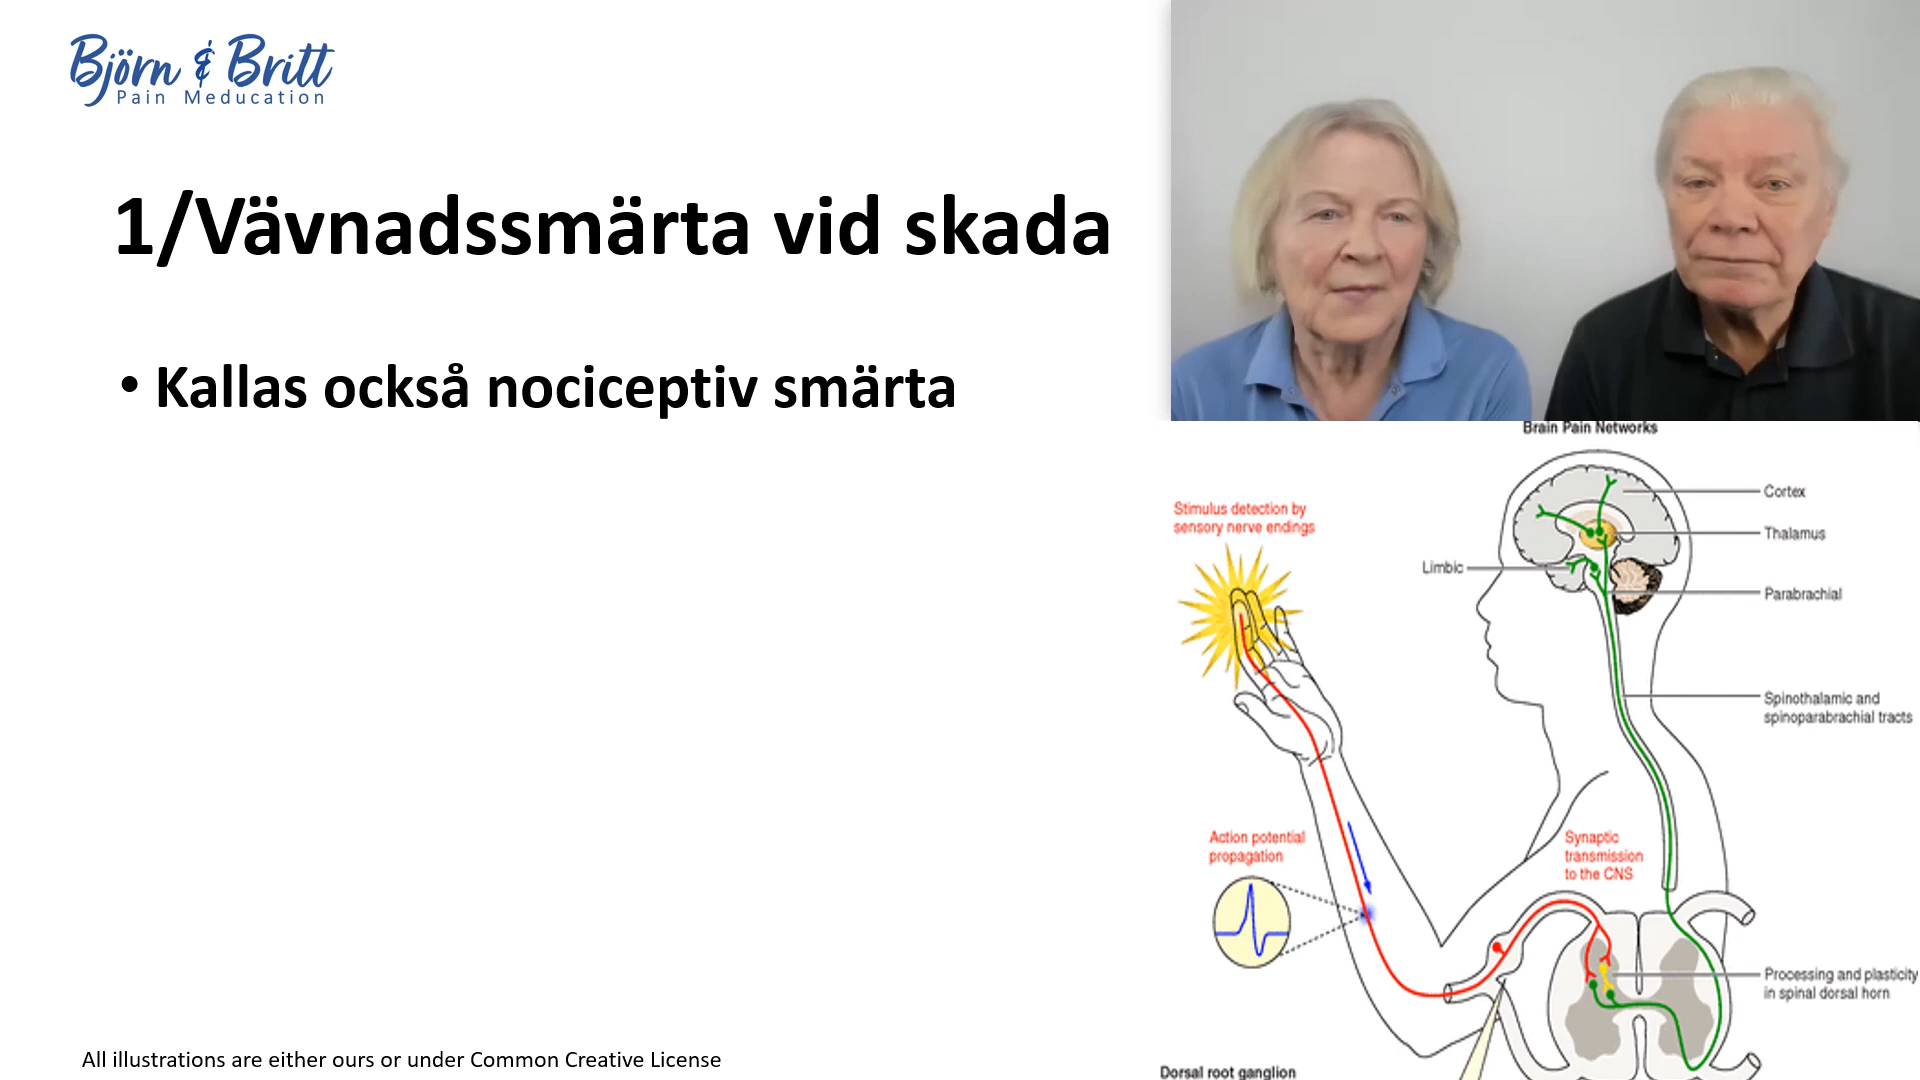 Björn & Britt
Pain Meducation
1/Vävnadssmärta vid skada
• Kallas också nociceptiv smärta
Brain Pain Networks
Cortex
Stimulus detection by
sensory nerve endings
Thalamus
Limbic
Parabrachial
Spinothalamic and
spinoparabrachial tracts
Action potential
propagation
Synaptic
transmission
to the CNS
Processing and plasticity
in spinal dorsal horn
All illustrations are either ours or under Common Creative License
Dorsal root ganglion